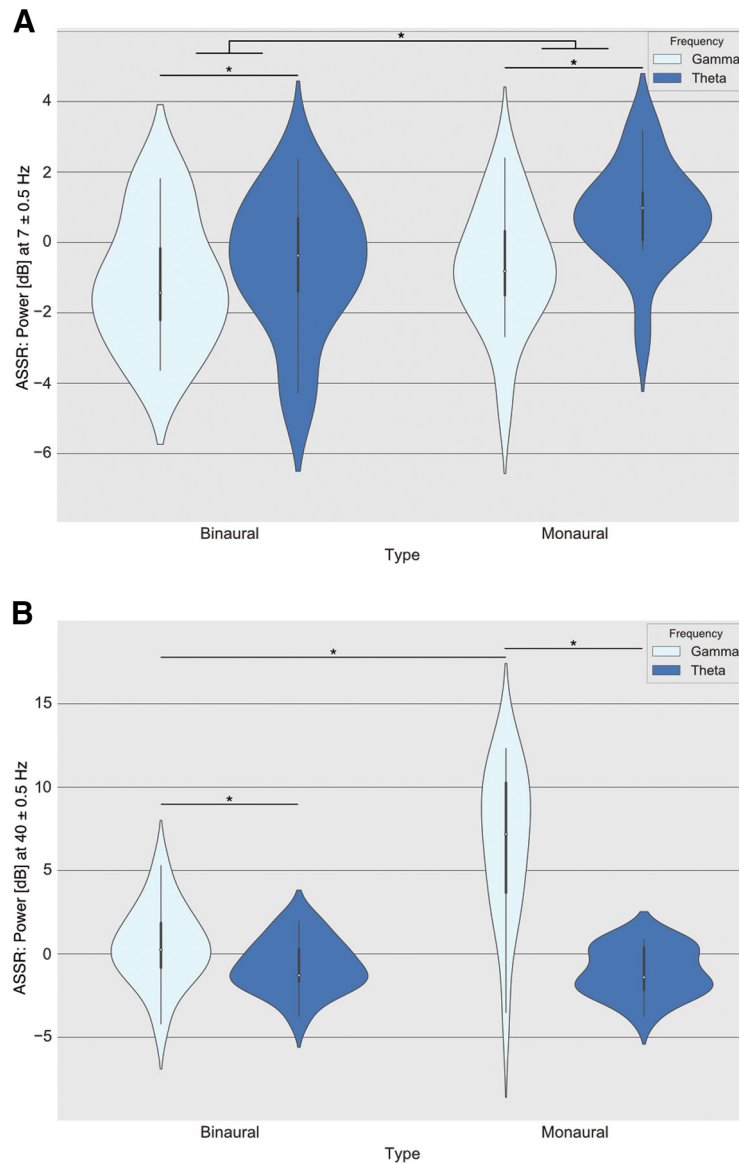 A
*
*
*
Frequency
Gamma
Theta
4
2
0
−2
−4
−6
ASSR: Power [dB] at 7 ± 0.5 Hz
Binaural
Monaural
Type
B
*
*
*
Frequency
Gamma
Theta
15
10
5
0
−5
ASSR: Power [dB] at 40 ± 0.5 Hz
Binaural
Monaural
Type